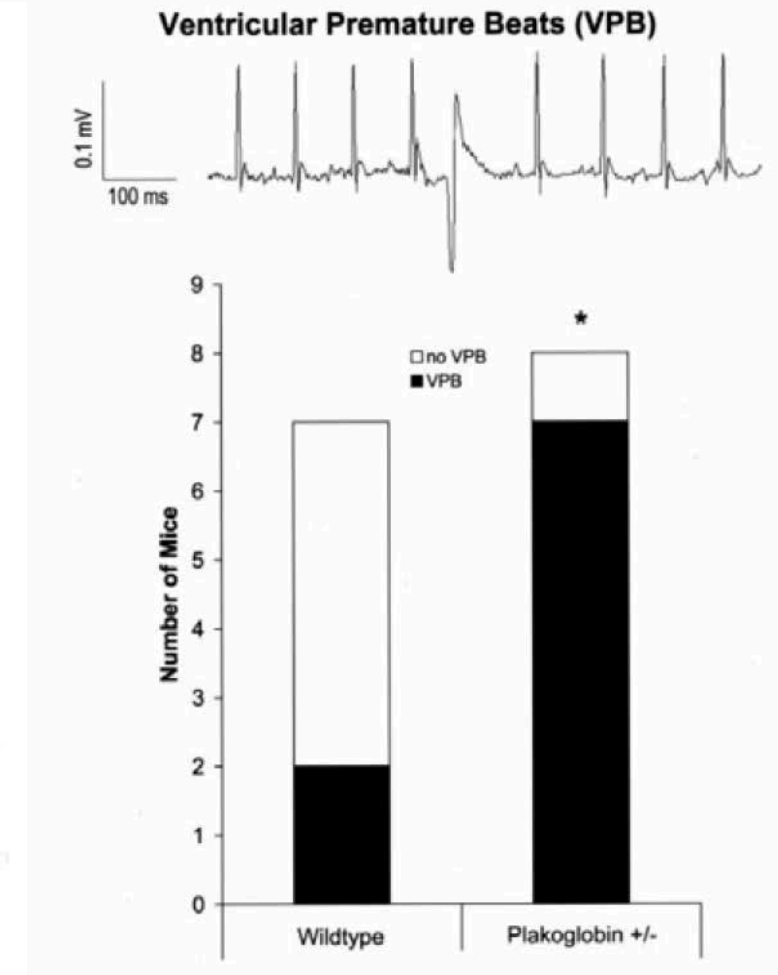 Ventricular Premature Beats (VPB)
0.1 mV
100 ms
9
*
8
no VPB
VPB
7
6
5
4
3
2
1
0
Number of Mice
Wildtype
Plakoglobin +/-